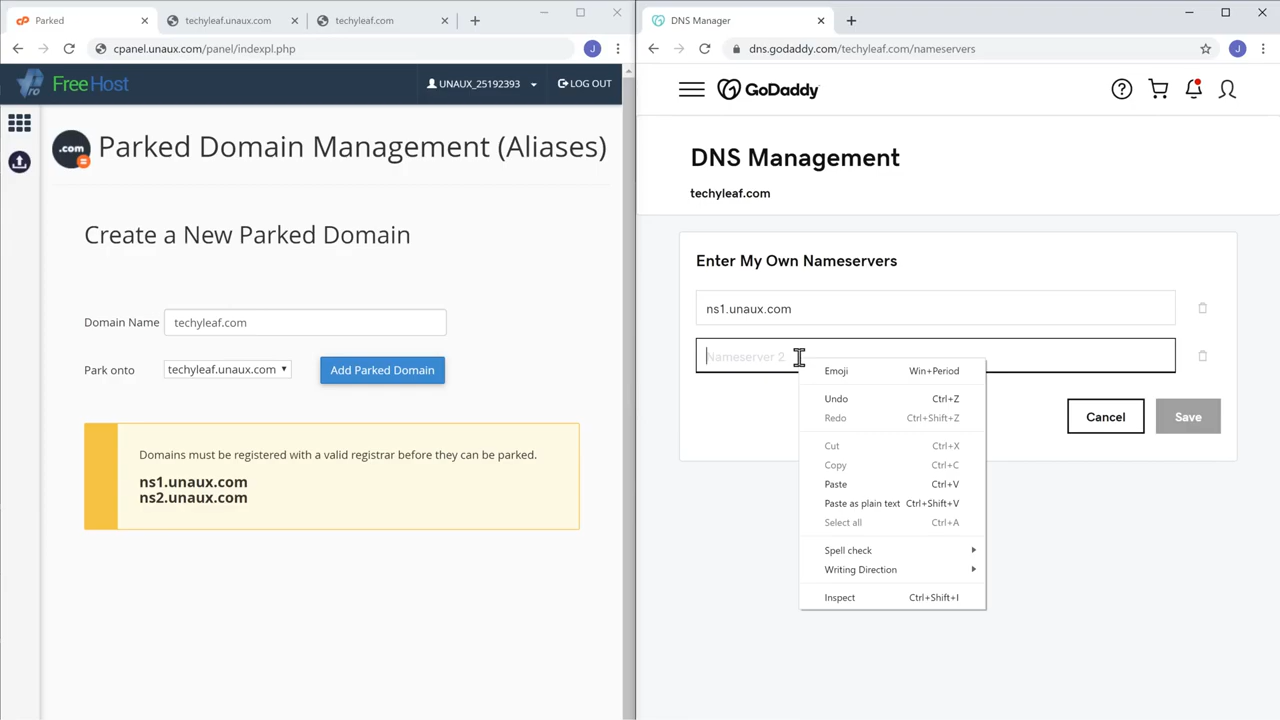 Parked
techyleaf.unaux.com
techyleaf.com
cpanel.unaux.com/panel/indexpl.php
J
Pro FreeHost
UNAUX_25192393
LOG OUT
.com
Parked Domain Management (Aliases)
Create a New Parked Domain
Domain Name
techyleaf.com
Park onto
techyleaf.unaux.com
Add Parked Domain
Domains must be registered with a valid registrar before they can be parked.
ns1.unaux.com
ns2.unaux.com
DNS Manager
dns.godaddy.com/techyleaf.com/nameservers
J
GoDaddy
DNS Management
techyleaf.com
Enter My Own Nameservers
ns1.unaux.com
Nameserver 2
Emoji Win+Period
Undo Ctrl+Z
Redo Ctrl+Shift+Z
Cut Ctrl+X
Copy Ctrl+C
Paste Ctrl+V
Paste as plain text Ctrl+Shift+V
Select all Ctrl+A
Spell check
Writing Direction
Inspect Ctrl+Shift+I
Cancel
Save